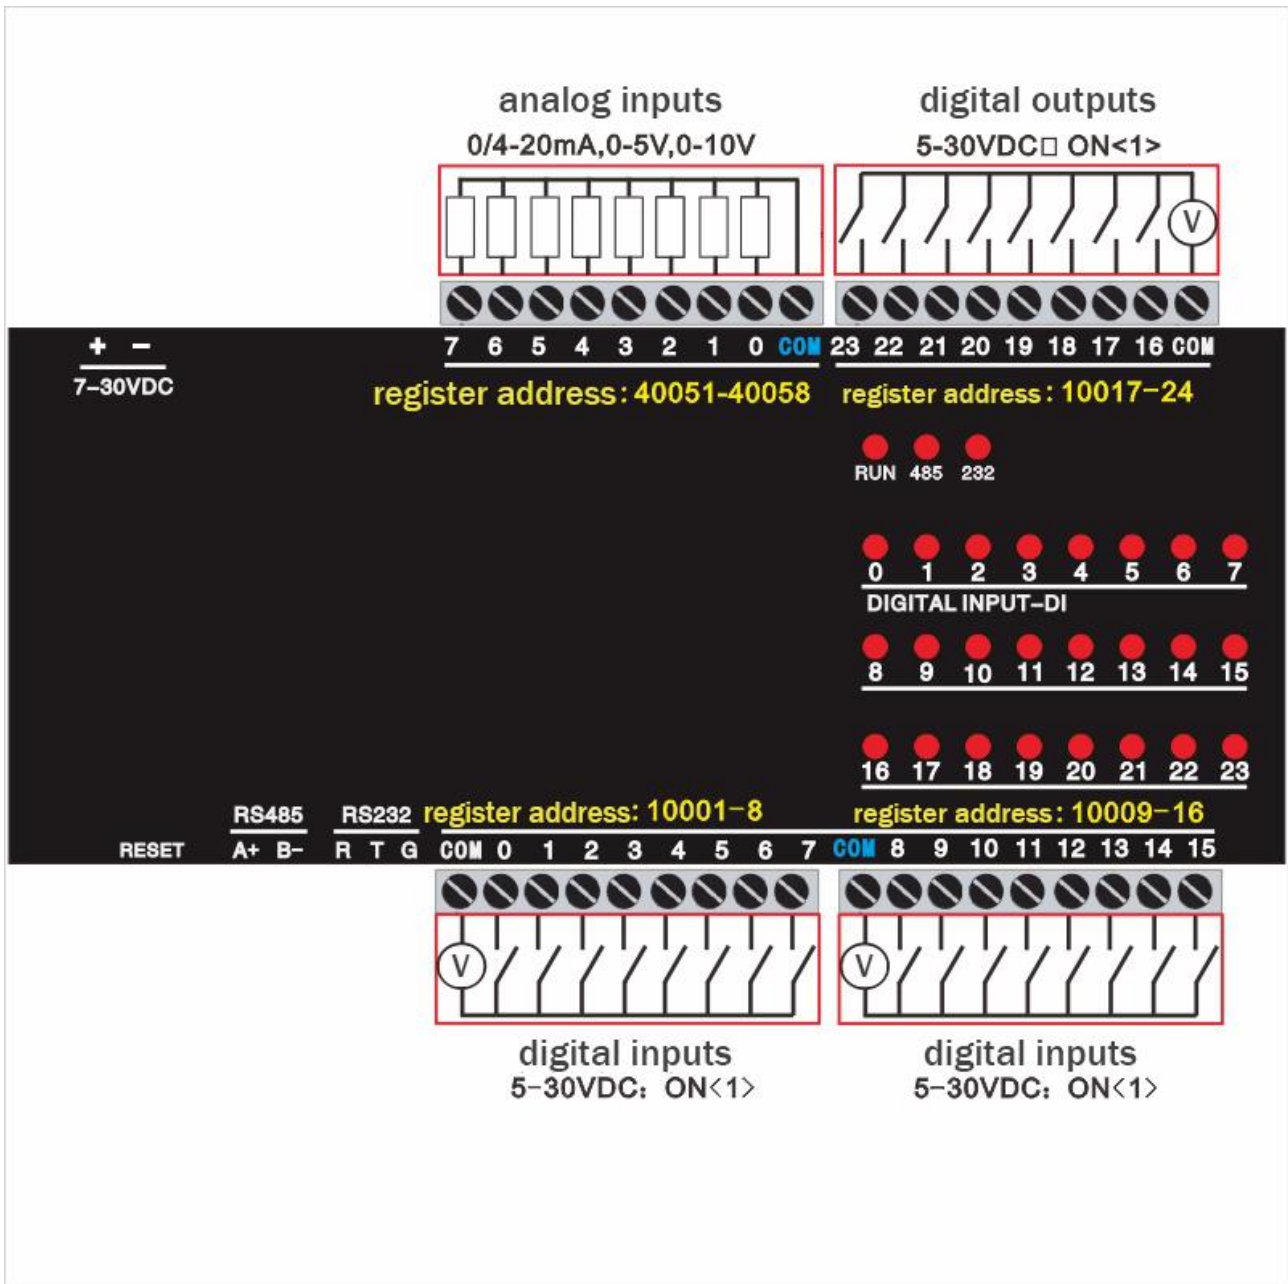 analog inputs
0/4-20mA,0-5V,0-10V
digital outputs
5-30VDC□ ON<1>
V
+ −
7-30VDC
7 6 5 4 3 2 1 0 COM
23 22 21 20 19 18 17 16 COM
register address: 40051-40058
register address: 10017-24
RUN 485 232
0 1 2 3 4 5 6 7
DIGITAL INPUT-DI
8 9 10 11 12 13 14 15
16 17 18 19 20 21 22 23
RS485 RS232
register address: 10001-8
register address: 10009-16
RESET A+ B- R T G
COM 0 1 2 3 4 5 6 7
COM 8 9 10 11 12 13 14 15
V
V
digital inputs
5-30VDC: ON<1>
digital inputs
5-30VDC: ON<1>